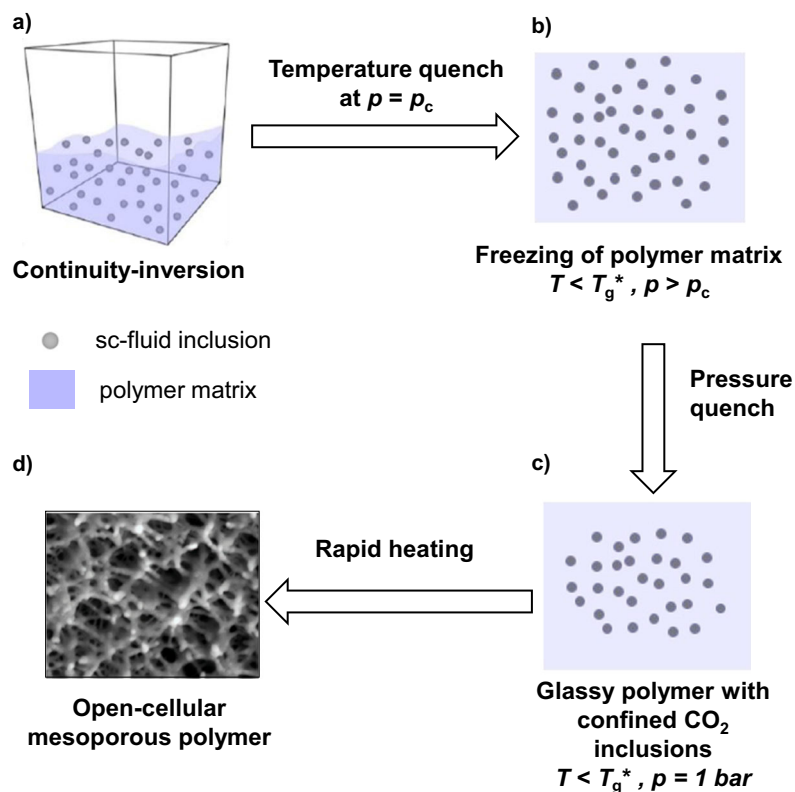 a)
Temperature quench
at p = pc
b)
Continuity-inversion
Freezing of polymer matrix
T < Tg* , p > pc
sc-fluid inclusion
polymer matrix
Pressure
quench
d)
c)
Rapid heating
Open-cellular
mesoporous polymer
Glassy polymer with
confined CO2
inclusions
T < Tg* , p = 1 bar